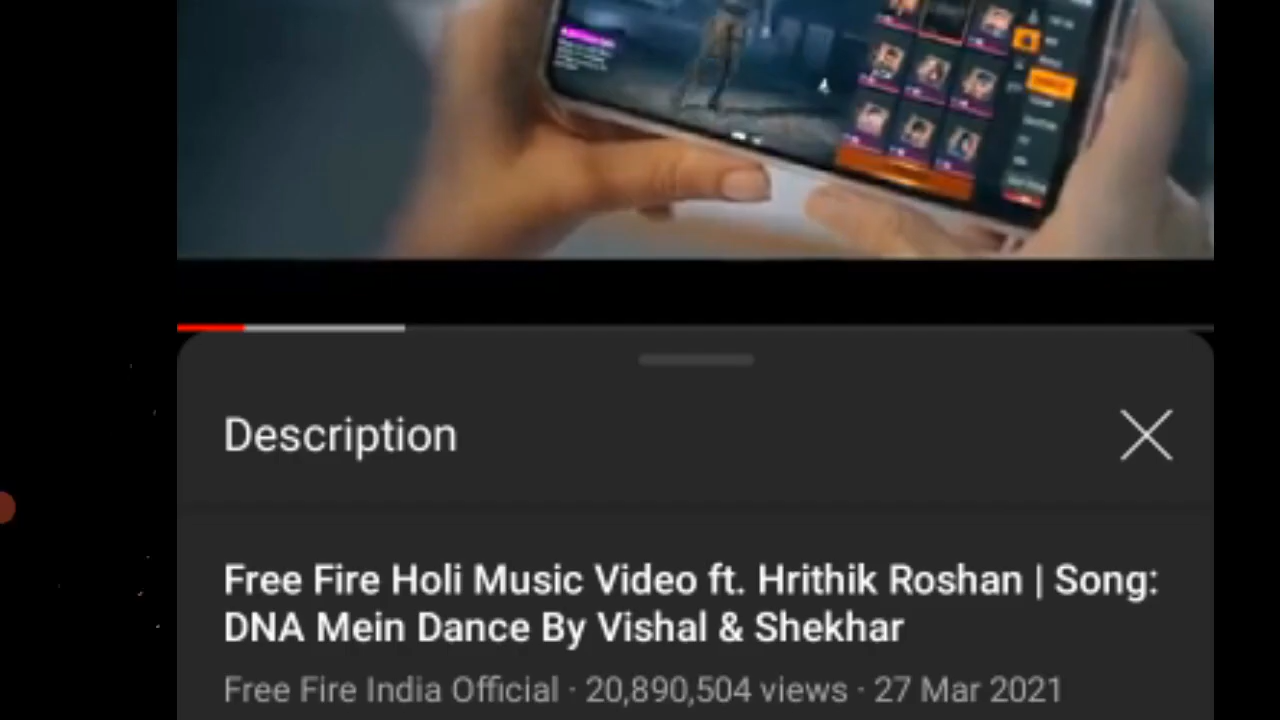 Description
Free Fire Holi Music Video ft. Hrithik Roshan | Song:
DNA Mein Dance By Vishal & Shekhar
Free Fire India Official · 20,890,504 views · 27 Mar 2021